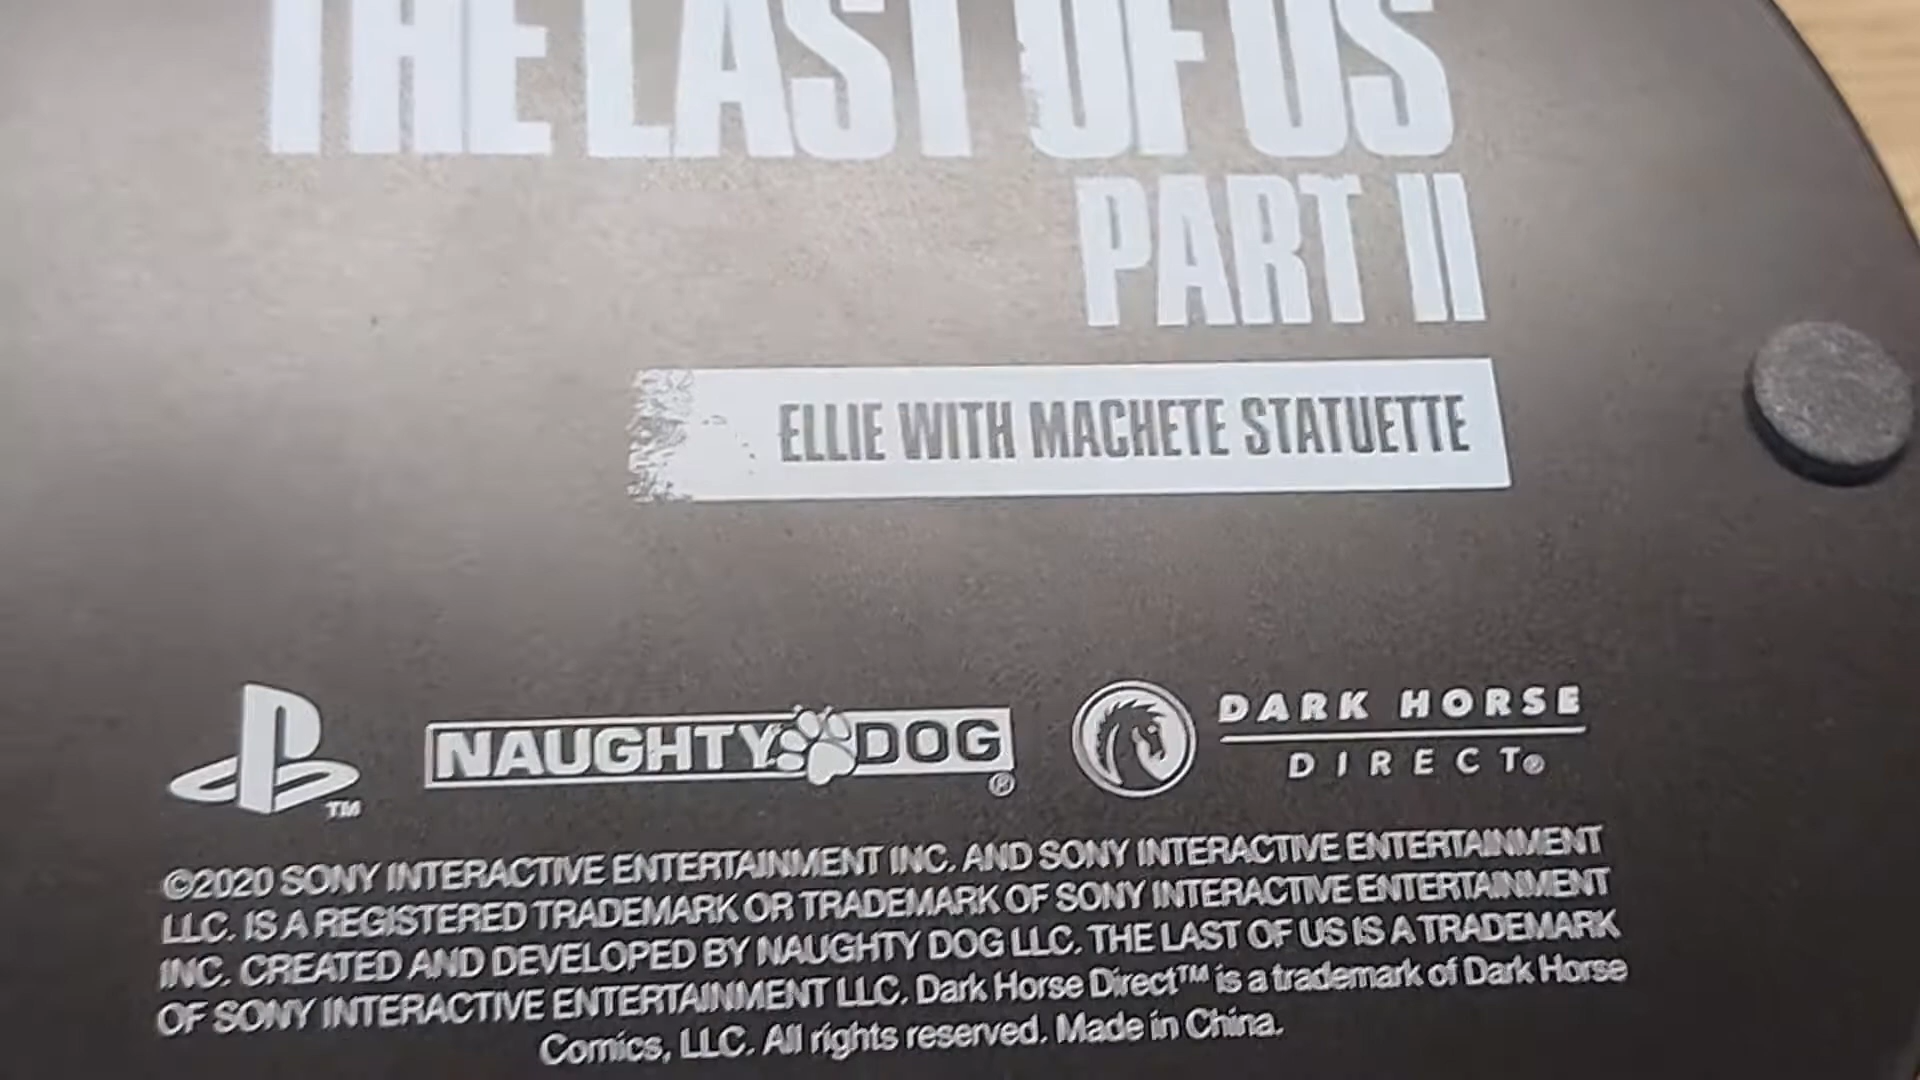 THE LAST OF US
PART II
ELLIE WITH MACHETE STATUETTE
TM
NAUGHTY DOG
®
DARK HORSE
DIRECT®
©2020 SONY INTERACTIVE ENTERTAINMENT INC. AND SONY INTERACTIVE ENTERTAINMENT
LLC. IS A REGISTERED TRADEMARK OR TRADEMARK OF SONY INTERACTIVE ENTERTAINMENT
INC. CREATED AND DEVELOPED BY NAUGHTY DOG LLC. THE LAST OF US IS A TRADEMARK
OF SONY INTERACTIVE ENTERTAINMENT LLC. Dark Horse Direct™ is a trademark of Dark Horse
Comics, LLC. All rights reserved. Made in China.